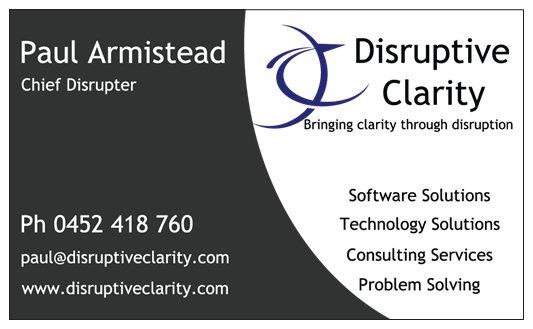 Paul Armistead
Chief Disrupter
Ph 0452 418 760
paul@disruptiveclarity.com
www.disruptiveclarity.com
Disruptive
Clarity
Bringing clarity through disruption
Software Solutions
Technology Solutions
Consulting Services
Problem Solving